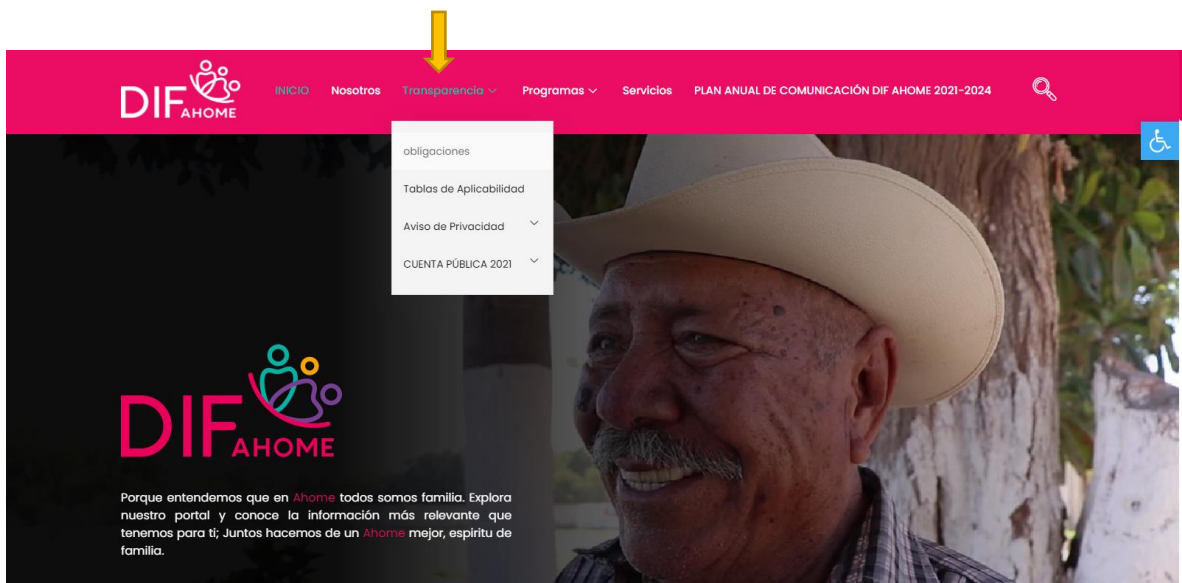 DIF AHOME
INICIO Nosotros Transparencia Programas Servicios PLAN ANUAL DE COMUNICACIÓN DIF AHOME 2021-2024
obligaciones
Tablas de Aplicabilidad
Aviso de Privacidad
CUENTA PÚBLICA 2021
DIF AHOME
Porque entendemos que en Ahome todos somos familia. Explora
nuestro portal y conoce la información más relevante que
tenemos para ti; Juntos hacemos de un Ahome mejor, espiritu de
familia.